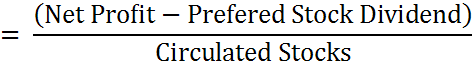 = (Net Profit − Prefered Stock Dividend)
Circulated Stocks